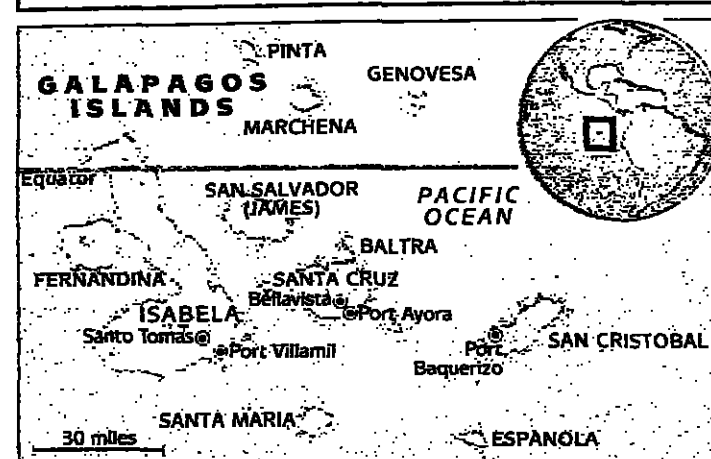 PINTA
GALAPAGOS
ISLANDS
GENOVESA
MARCHENA
Equator
SAN SALVADOR
(JAMES)
PACIFIC
OCEAN
BALTRA
FERNANDINA
SANTA CRUZ
Bellavista
ISABELA
Port Ayora
Santo Tomas
Port Villamil
Port
Baquerizo
SAN CRISTOBAL
SANTA MARIA
30 miles
ESPANOLA